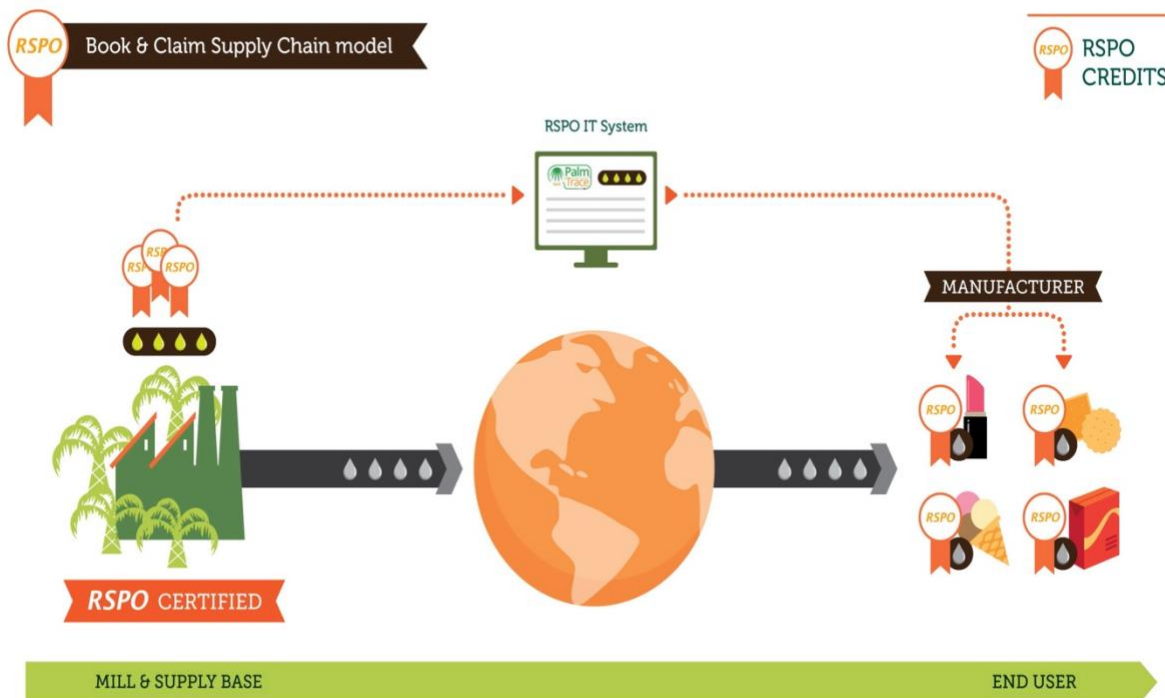 RSPO
Book & Claim Supply Chain model
RSPO
RSPO
CREDITS
RSPO IT System
Palm
Trace
RSPO
RSPO
MANUFACTURER
RSPO
RSPO
RSPO
RSPO
RSPO CERTIFIED
MILL & SUPPLY BASE
END USER